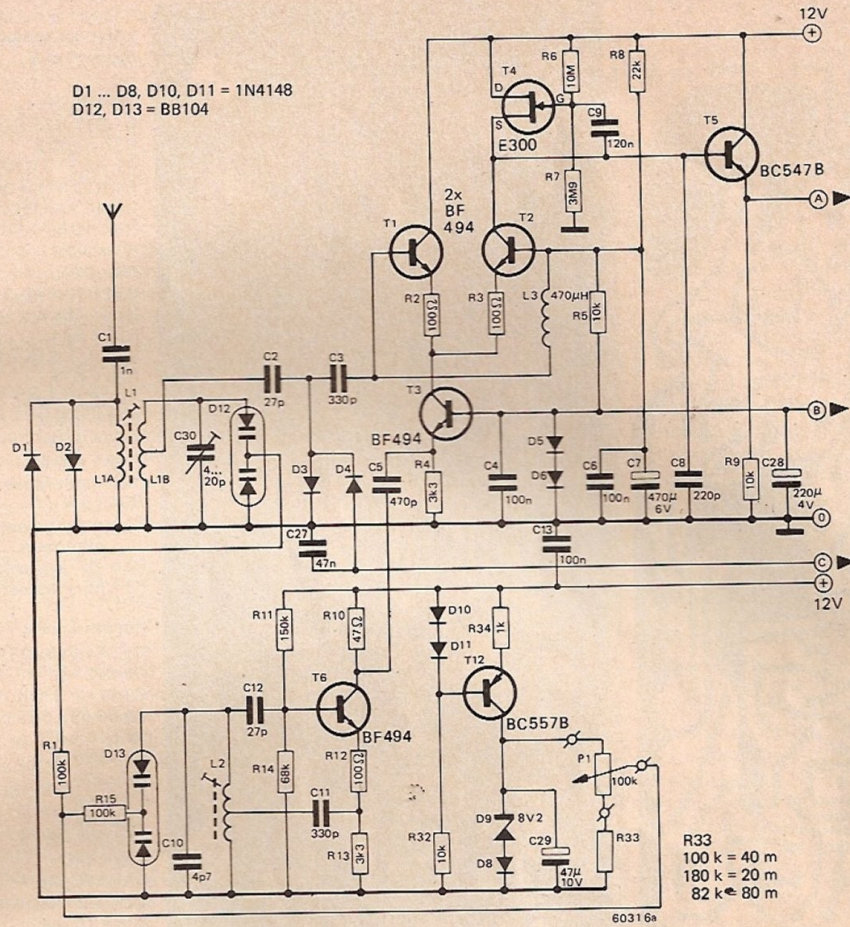 12V
+
D1 ... D8, D10, D11 = 1N4148
D12, D13 = BB104
R6
10M
R8
22k
T4
D
G
S
E300
C9
120n
T5
BC547B
R7
3M9
A
2x
BF
494
T1
T2
R2
100Ω
R3
100Ω
L3
470µH
R5
10k
C1
1n
C2
27p
C3
330p
L1
D12
T3
BF494
B
D1
D2
L1A
L1B
C30
4...
20p
D3
D4
C5
470p
R4
3k3
C4
100n
D5
D6
C6
100n
C7
470µ
6V
C8
220p
R9
10k
C28
220µ
4V
0
C27
47n
C13
100n
C
+
12V
R11
150k
R10
47Ω
D10
D11
R34
1k
T12
BC557B
T6
BF494
C12
27p
R1
100k
D13
L2
R14
68k
R12
100Ω
P1
100k
R15
100k
C11
330p
C10
4p7
R13
3k3
R32
10k
D9
8V2
D8
C29
47µ
10V
R33
R33
100 k = 40 m
180 k = 20 m
82 k = 80 m
60316a